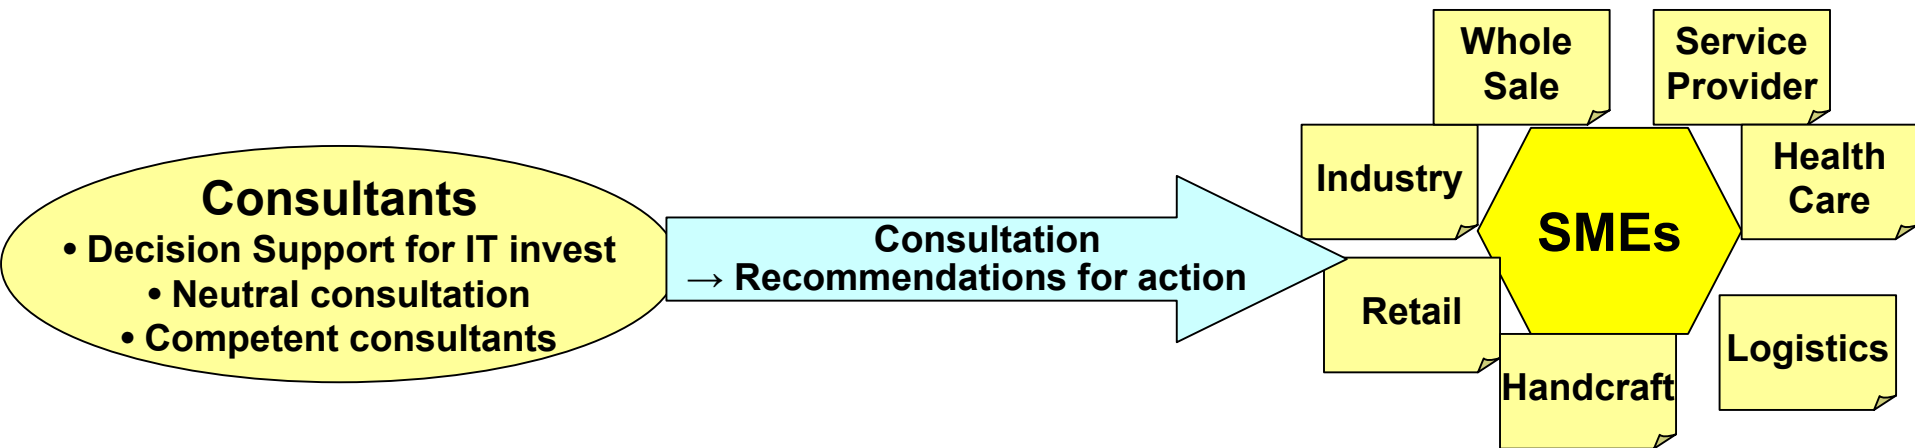 Consultants
• Decision Support for IT invest
• Neutral consultation
• Competent consultants
Consultation
→ Recommendations for action
Whole
Sale
Service
Provider
Industry
Health
Care
SMEs
Retail
Logistics
Handcraft